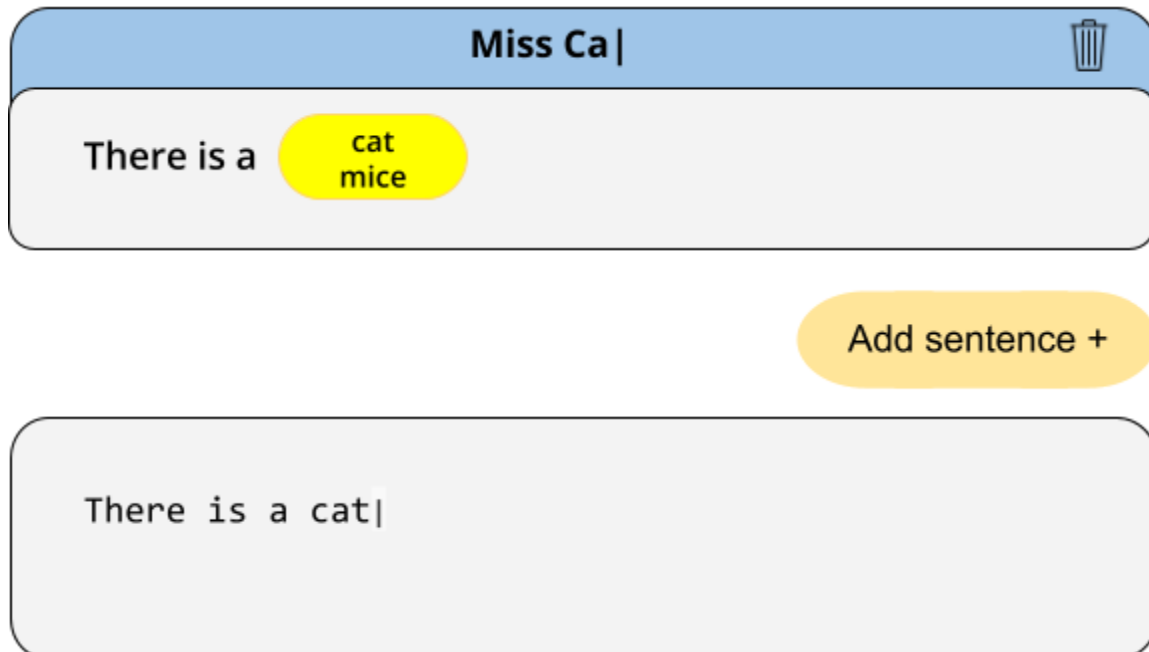 Miss Ca|
There is a
cat
mice
Add sentence +
There is a cat|